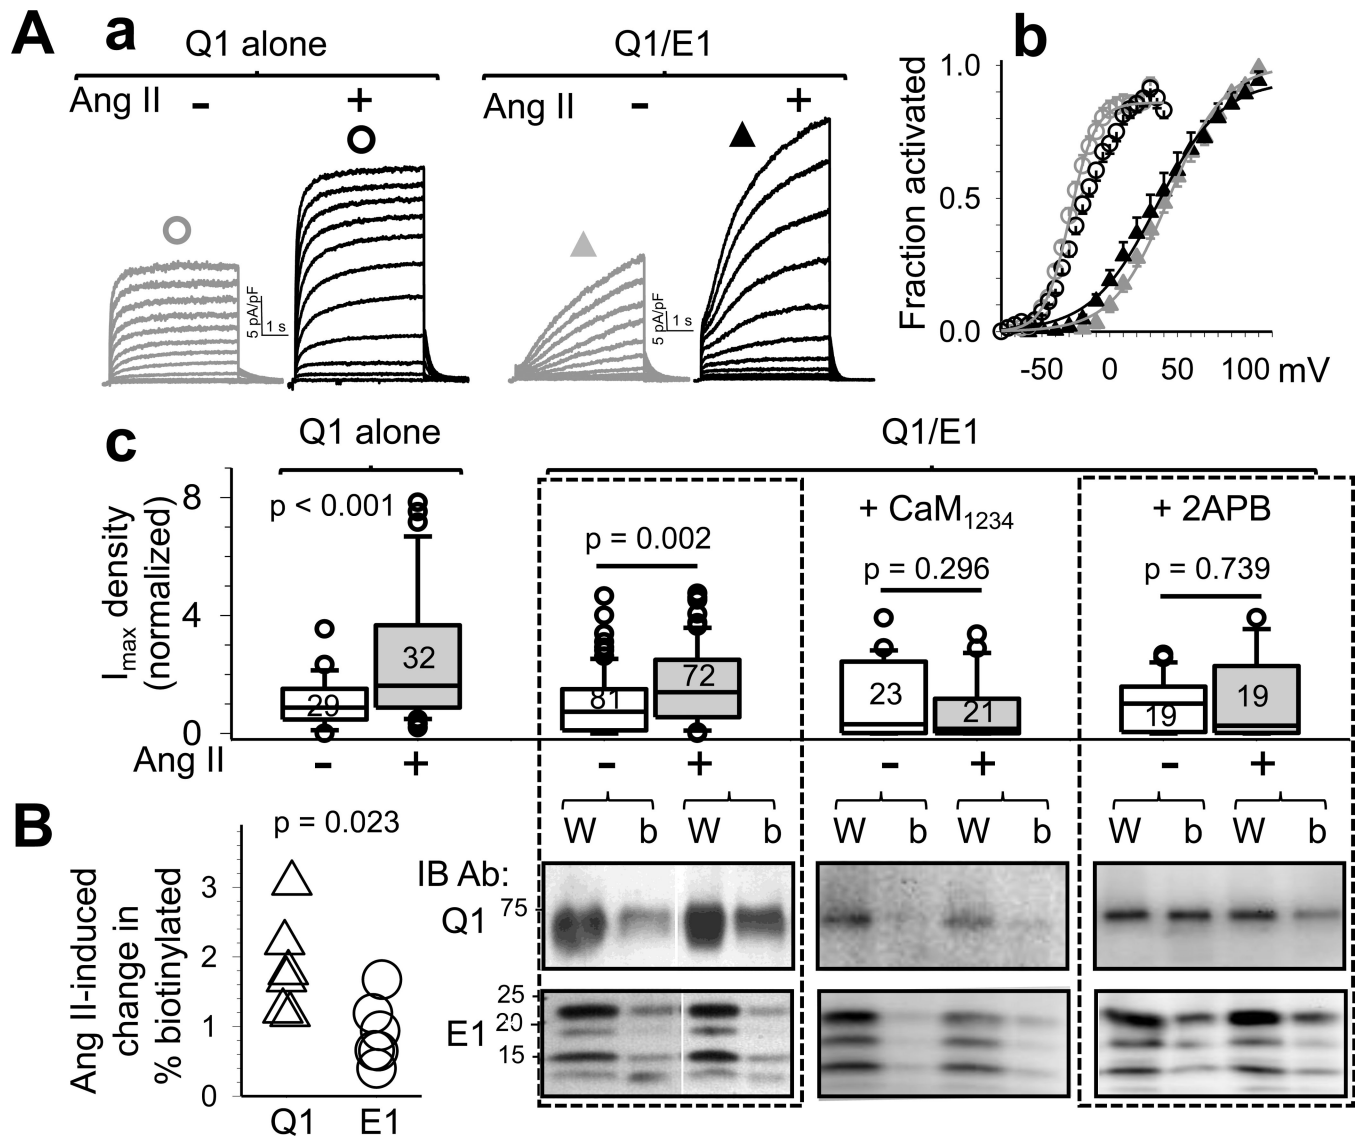 A
a
Q1 alone
Q1/E1
Ang II - +
Ang II - +
5 pA/pF
1 s
5 pA/pF
1 s
b
Fraction activated
1.0
0.5
0.0
-50 0 50 100 mV
c
Q1 alone
Q1/E1
Imax density
(normalized)
8
4
0
p < 0.001
p = 0.002
+ CaM1234
p = 0.296
+ 2APB
p = 0.739
29 32 81 72 23 21 19 19
Ang II - + - + - + - +
W b W b W b W b W b W b
B
Ang II-induced
change in
% biotinylated
p = 0.023
3
2
1
0
Q1 E1
IB Ab:
Q1
75
E1
25
20
15